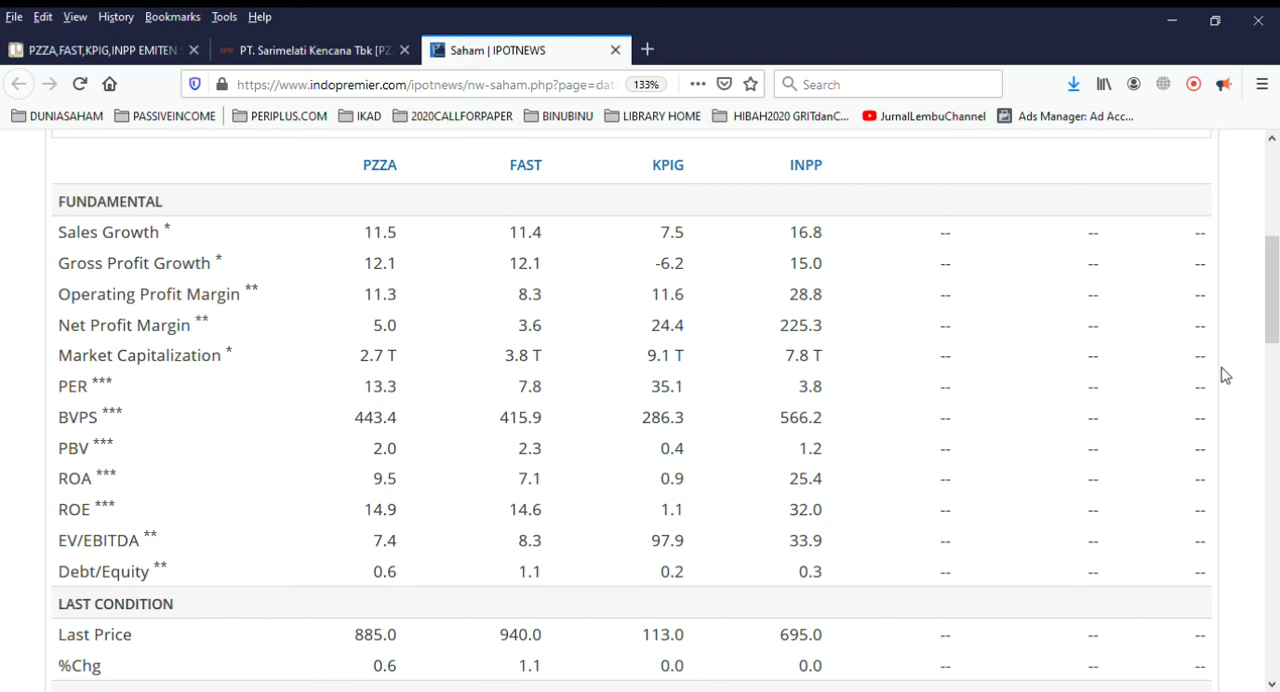 File Edit View History Bookmarks Tools Help
PZZA,FAST,KPIG,INPP EMITEN PT. Sarimelati Kencana Tbk [PZ Saham | IPOTNEWS
https://www.indopremier.com/ipotnews/nw-saham.php?page=dat 133% Search
DUNIASAHAM PASSIVEINCOME PERIPLUS.COM IKAD 2020CALLFORPAPER BINUBINU LIBRARY HOME HIBAH2020 GRITdanC... JurnalLembuChannel Ads Manager: Ad Acc...
PZZA FAST KPIG INPP
FUNDAMENTAL
Sales Growth * 11.5 11.4 7.5 16.8 -- -- --
Gross Profit Growth * 12.1 12.1 -6.2 15.0 -- -- --
Operating Profit Margin ** 11.3 8.3 11.6 28.8 -- -- --
Net Profit Margin ** 5.0 3.6 24.4 225.3 -- -- --
Market Capitalization * 2.7 T 3.8 T 9.1 T 7.8 T -- -- --
PER *** 13.3 7.8 35.1 3.8 -- -- --
BVPS *** 443.4 415.9 286.3 566.2 -- -- --
PBV *** 2.0 2.3 0.4 1.2 -- -- --
ROA *** 9.5 7.1 0.9 25.4 -- -- --
ROE *** 14.9 14.6 1.1 32.0 -- -- --
EV/EBITDA ** 7.4 8.3 97.9 33.9 -- -- --
Debt/Equity ** 0.6 1.1 0.2 0.3 -- -- --
LAST CONDITION
Last Price 885.0 940.0 113.0 695.0 -- -- --
%Chg 0.6 1.1 0.0 0.0 -- -- --